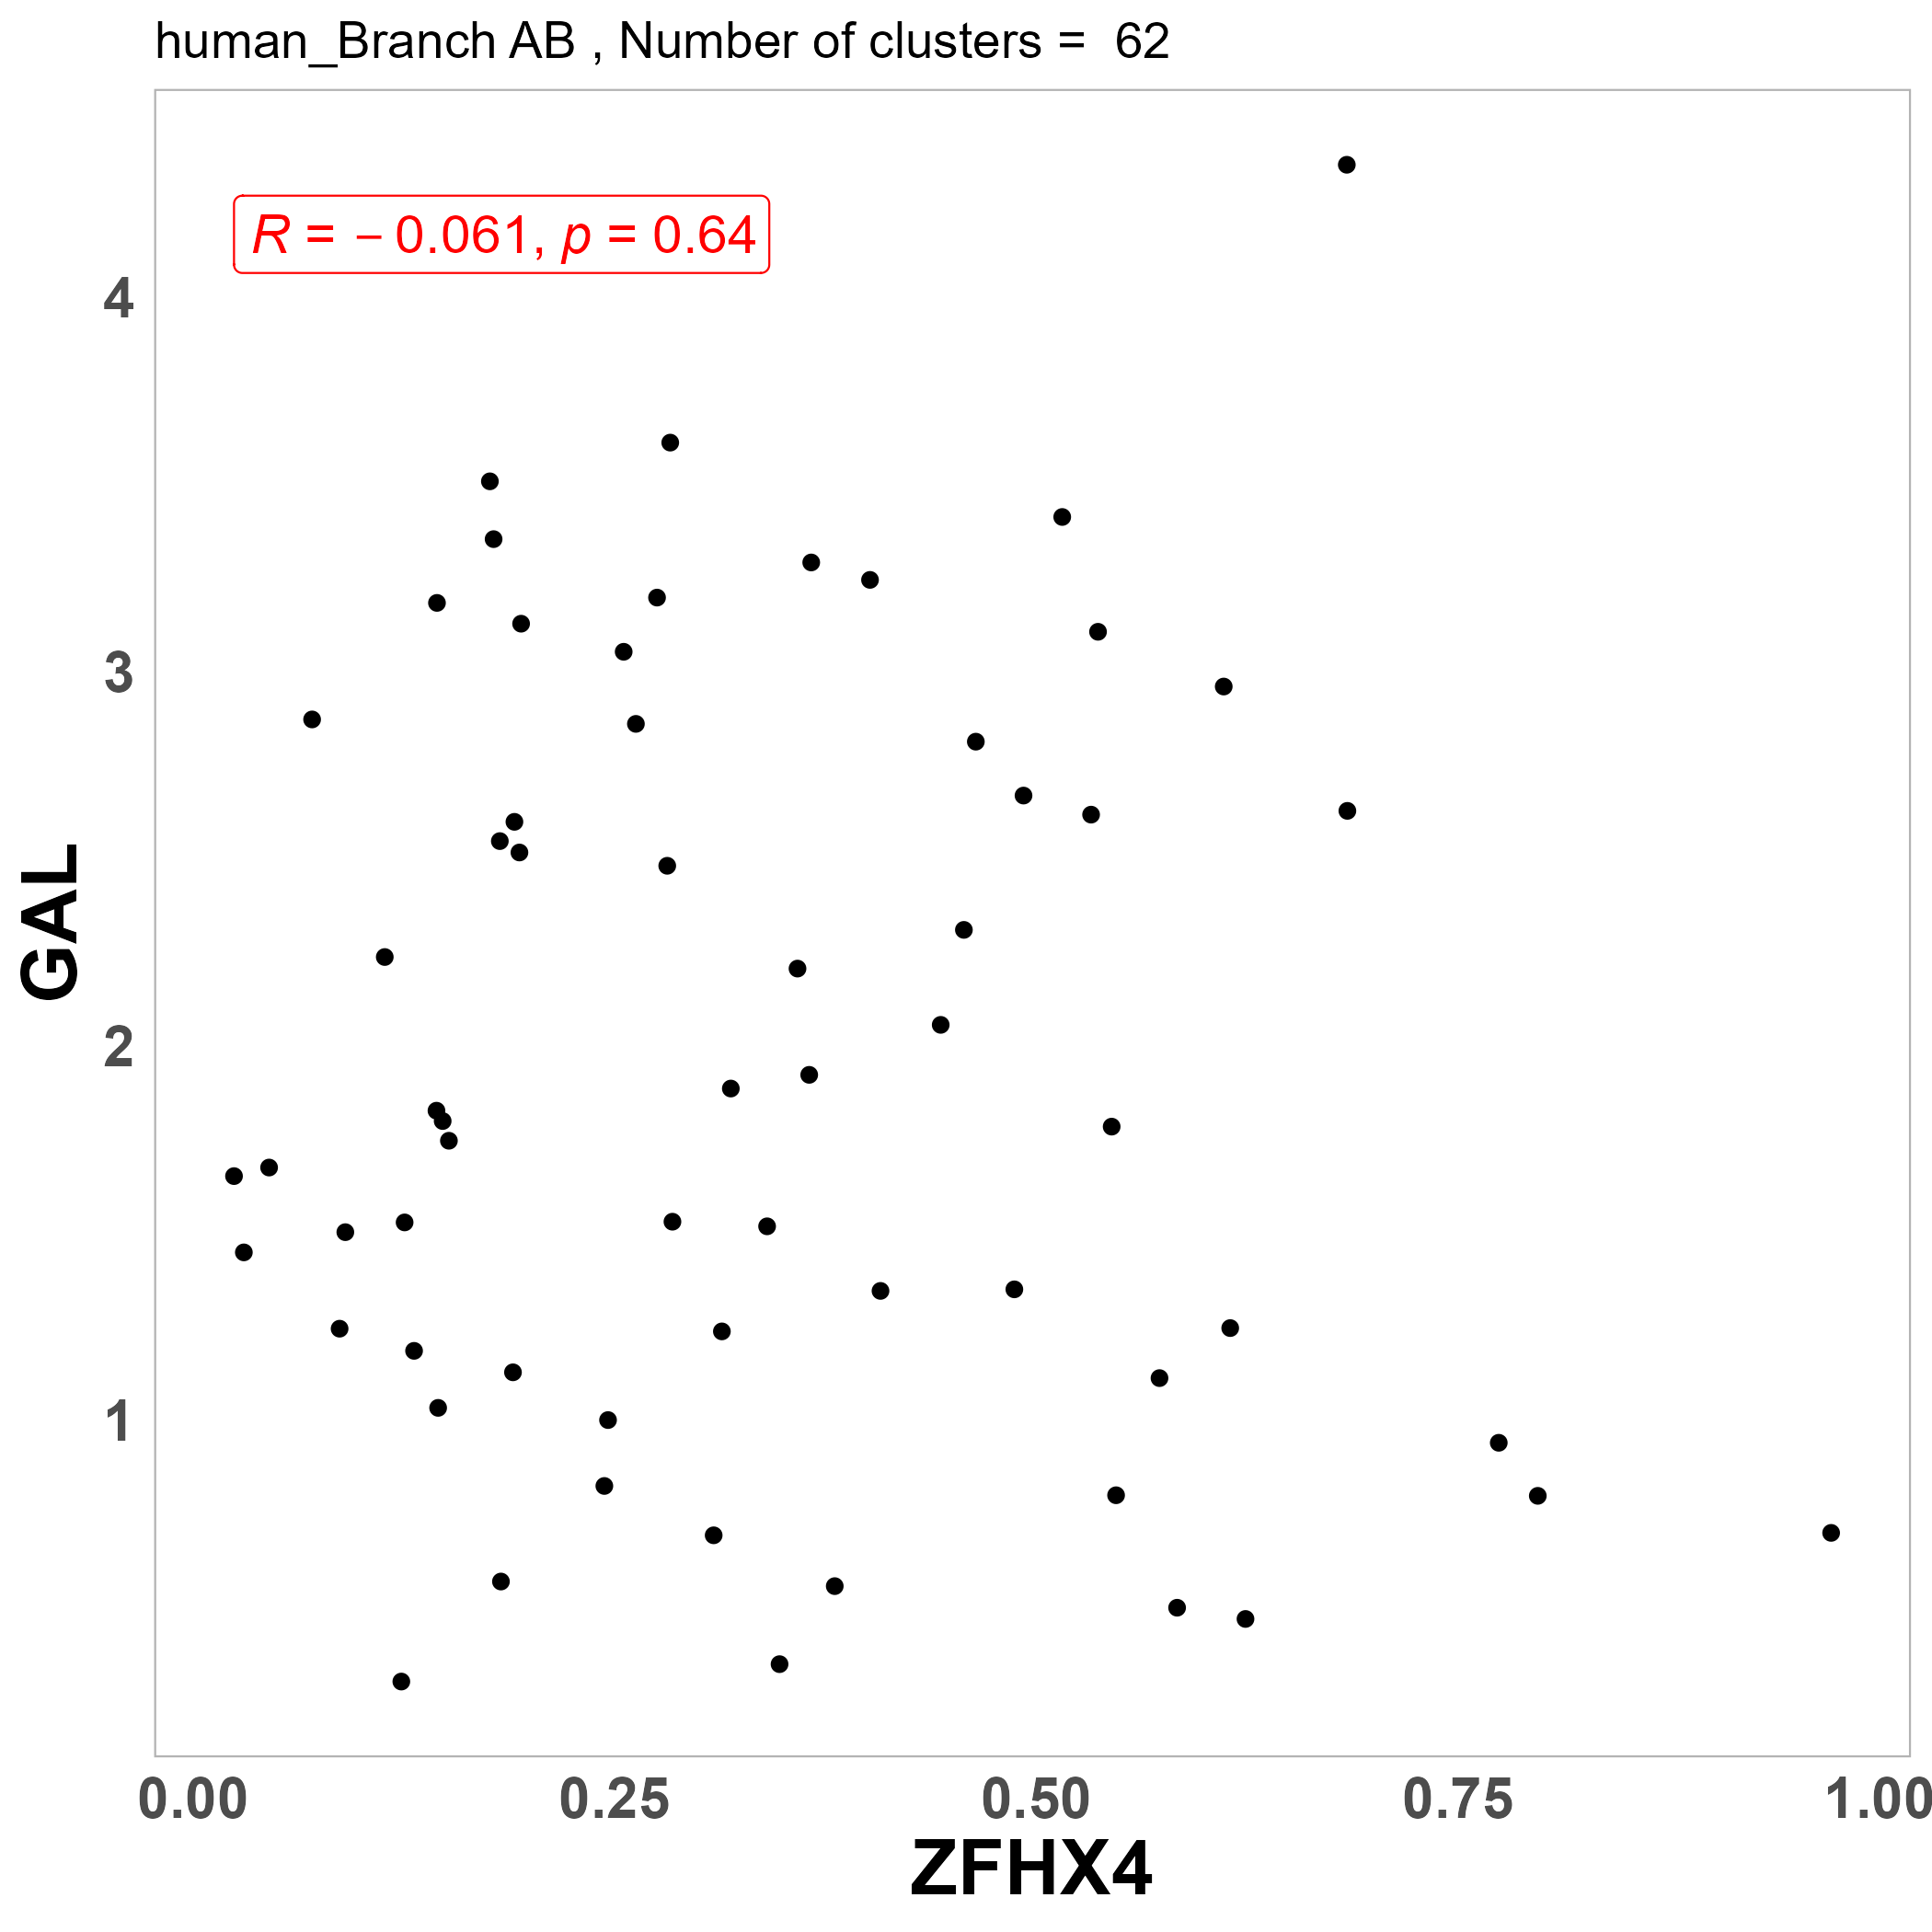 human_Branch AB , Number of clusters =  62
R = − 0.061, p = 0.64
4
3
2
1
GAL
0.00 0.25 0.50 0.75 1.00
ZFHX4